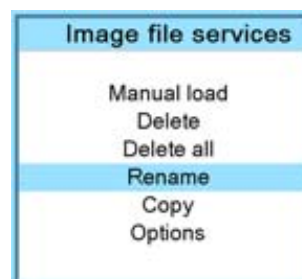 Image file services
Manual load
Delete
Delete all
Rename
Copy
Options